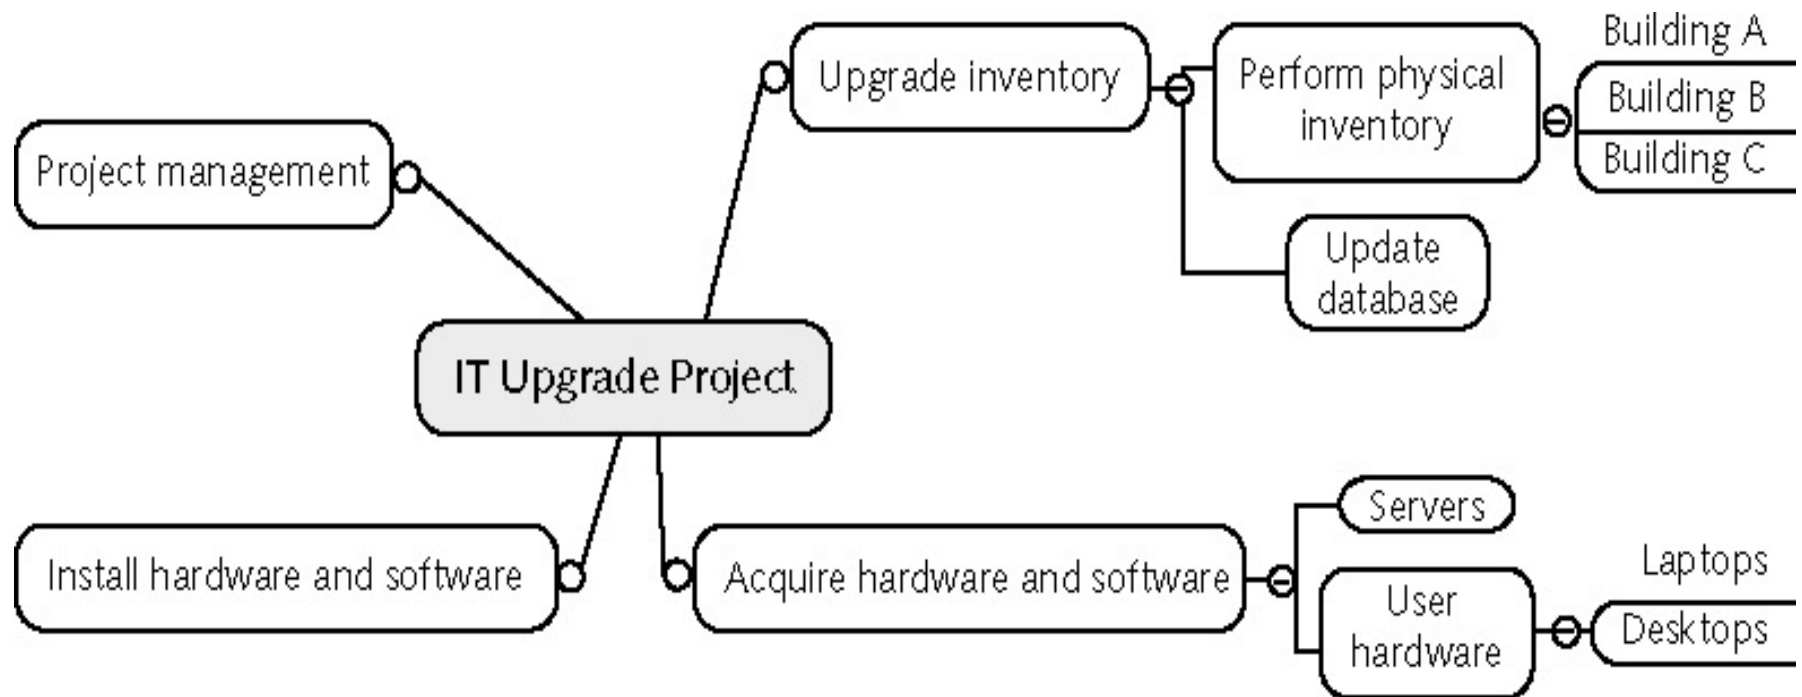 Building A
Upgrade inventory
Perform physical
inventory
Building B
Building C
Project management
Update
database
IT Upgrade Project
Servers
Install hardware and software
Acquire hardware and software
User
hardware
Laptops
Desktops